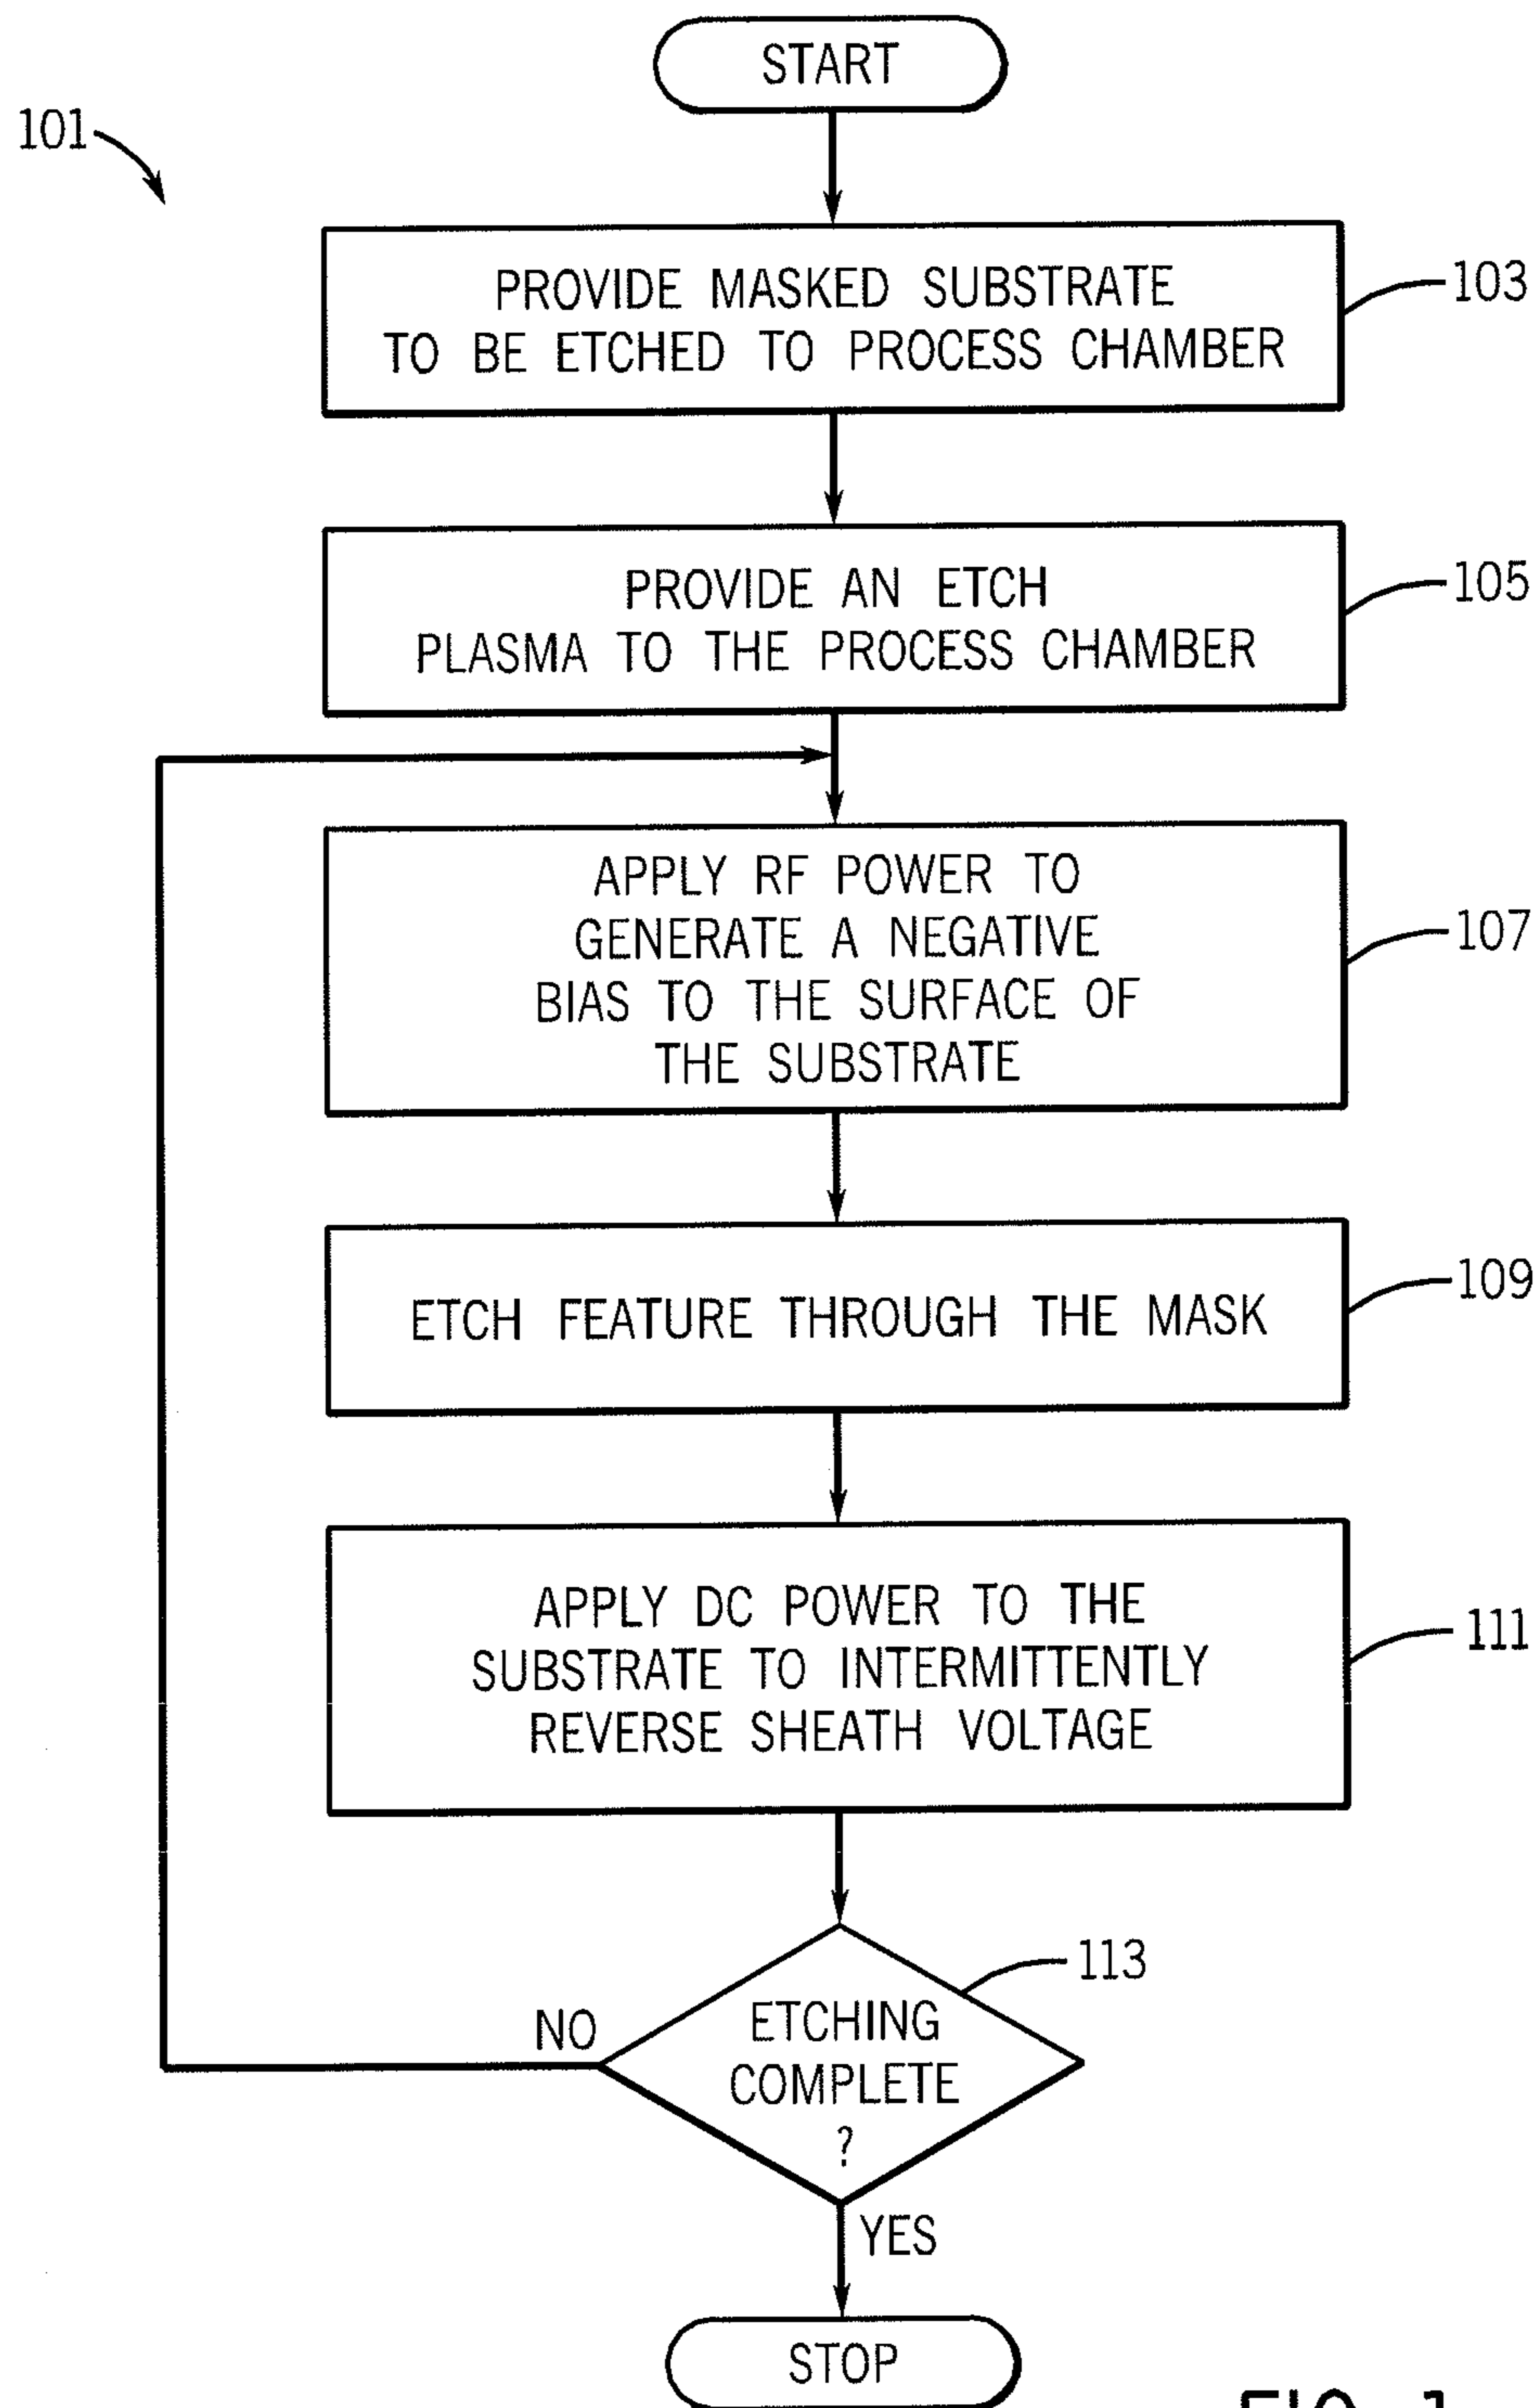 START
101
PROVIDE MASKED SUBSTRATE
TO BE ETCHED TO PROCESS CHAMBER
103
PROVIDE AN ETCH
PLASMA TO THE PROCESS CHAMBER
105
APPLY RF POWER TO
GENERATE A NEGATIVE
BIAS TO THE SURFACE OF
THE SUBSTRATE
107
ETCH FEATURE THROUGH THE MASK
109
APPLY DC POWER TO THE
SUBSTRATE TO INTERMITTENTLY
REVERSE SHEATH VOLTAGE
111
113
NO
ETCHING
COMPLETE
?
YES
STOP
FIG. 1